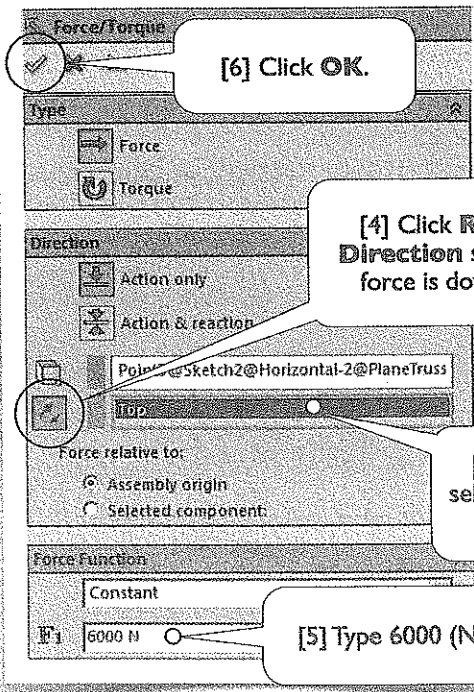 Force/Torque
[6] Click OK.
Type
Force
Torque
[4] Click R
Direction s
force is do
Direction
Action only
Action & reaction
@Sketch2@Horizontal-2@PlaneTruss
Top
sel
Force relative to:
Assembly origin
Selected component:
Force Function
Constant
F1
6000 N
[5] Type 6000 (N